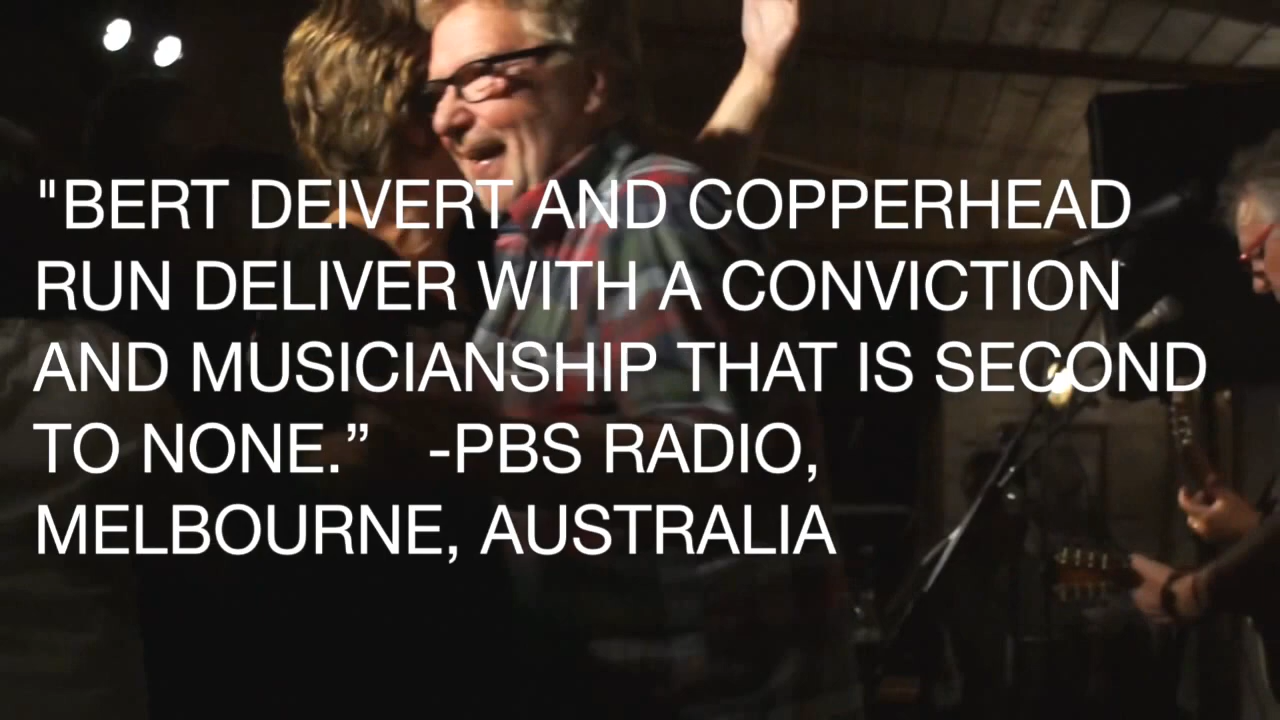 "BERT DEIVERT AND COPPERHEAD
RUN DELIVER WITH A CONVICTION
AND MUSICIANSHIP THAT IS SECOND
TO NONE.”    -PBS RADIO,
MELBOURNE, AUSTRALIA